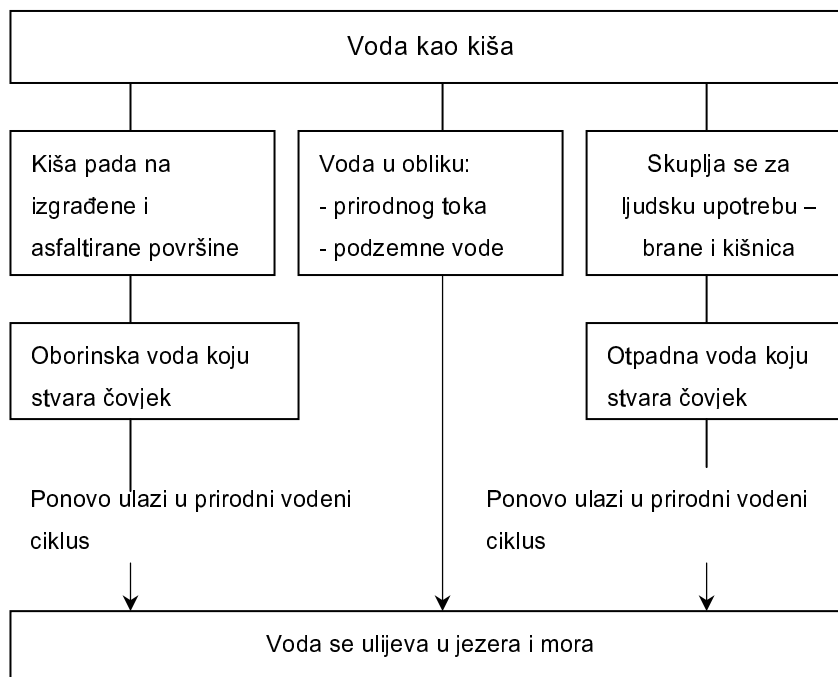 Voda kao kiša
Kiša pada na
izgrađene i
asfaltirane površine
Voda u obliku:
- prirodnog toka
- podzemne vode
Skuplja se za
ljudsku upotrebu –
brane i kišnica
Oborinska voda koju
stvara čovjek
Otpadna voda koju
stvara čovjek
Ponovo ulazi u prirodni vodeni
ciklus
Ponovo ulazi u prirodni vodeni
ciklus
Voda se ulijeva u jezera i mora